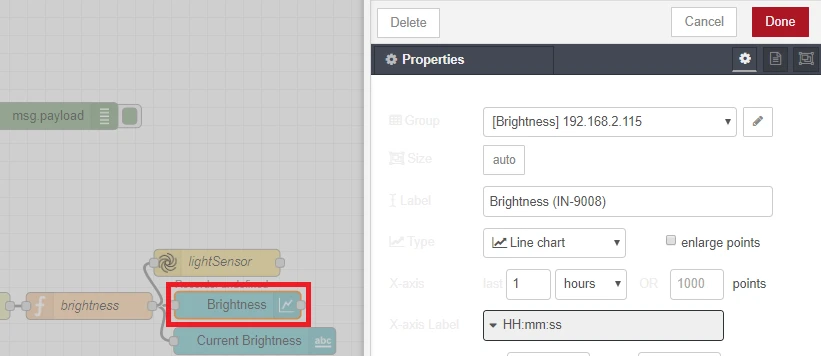 Delete
Cancel
Done
Properties
msg.payload
Group
[Brightness] 192.168.2.115
Size
auto
Label
Brightness (IN-9008)
Type
Line chart
enlarge points
X-axis
last
1
hours
OR
1000
points
X-axis Label
HH:mm:ss
lightSensor
brightness
Brightness
abc
Current Brightness